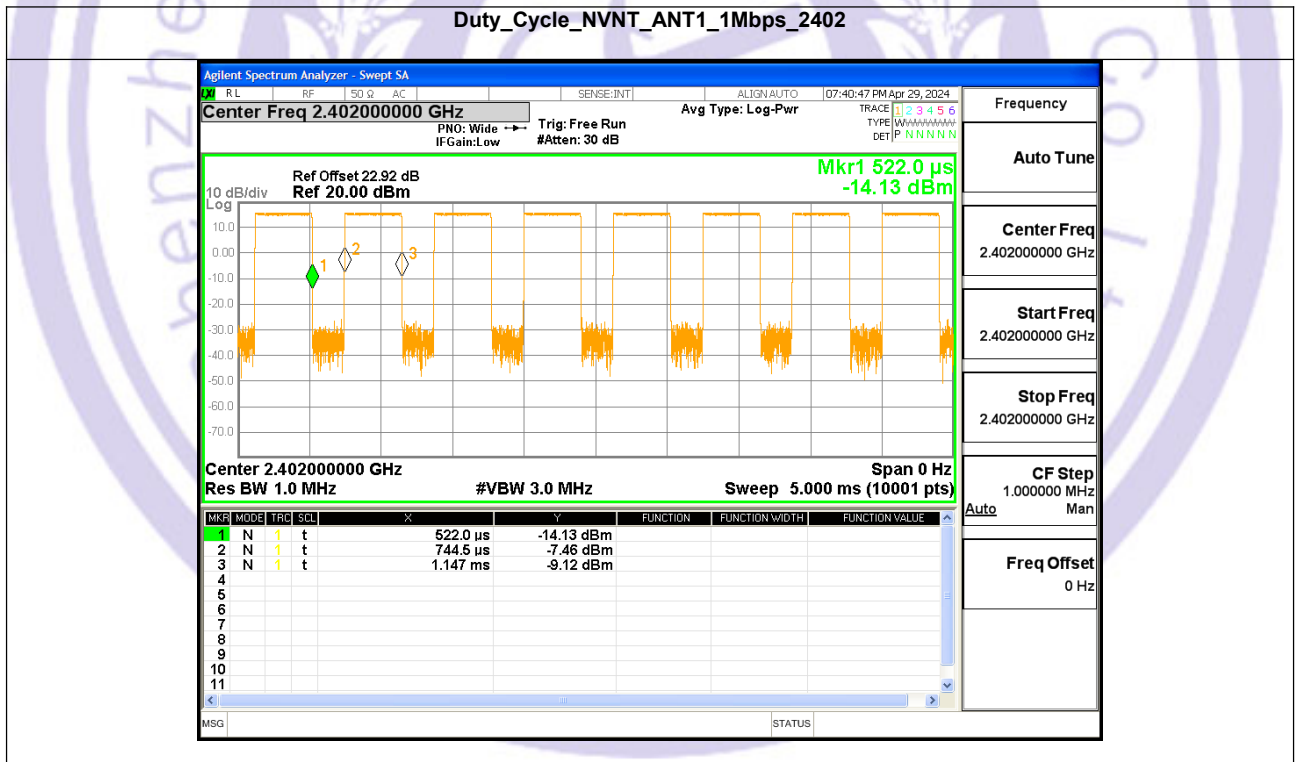 Duty_Cycle_NVNT_ANT1_1Mbps_2402
Agilent Spectrum Analyzer - Swept SA
LXI RL RF 50 Ω AC SENSE:INT ALIGN AUTO 07:40:47 PM Apr 29, 2024
Center Freq 2.402000000 GHz
PNO: Wide
IFGain:Low
Trig: Free Run
#Atten: 30 dB
Avg Type: Log-Pwr
TRACE 1 2 3 4 5 6
TYPE WWWWWW
DET P N N N N N
Mkr1 522.0 µs
-14.13 dBm
Ref Offset 22.92 dB
10 dB/div Ref 20.00 dBm
Log
10.0
0.00
-10.0
-20.0
-30.0
-40.0
-50.0
-60.0
-70.0
1
2
3
Center 2.402000000 GHz Span 0 Hz
Res BW 1.0 MHz #VBW 3.0 MHz Sweep 5.000 ms (10001 pts)
MKR MODE TRC SCL X Y FUNCTION FUNCTION WIDTH FUNCTION VALUE
1 N 1 t 522.0 µs -14.13 dBm
2 N 1 t 744.5 µs -7.46 dBm
3 N 1 t 1.147 ms -9.12 dBm
4
5
6
7
8
9
10
11
MSG STATUS
Frequency
Auto Tune
Center Freq
2.402000000 GHz
Start Freq
2.402000000 GHz
Stop Freq
2.402000000 GHz
CF Step
1.000000 MHz
Auto Man
Freq Offset
0 Hz